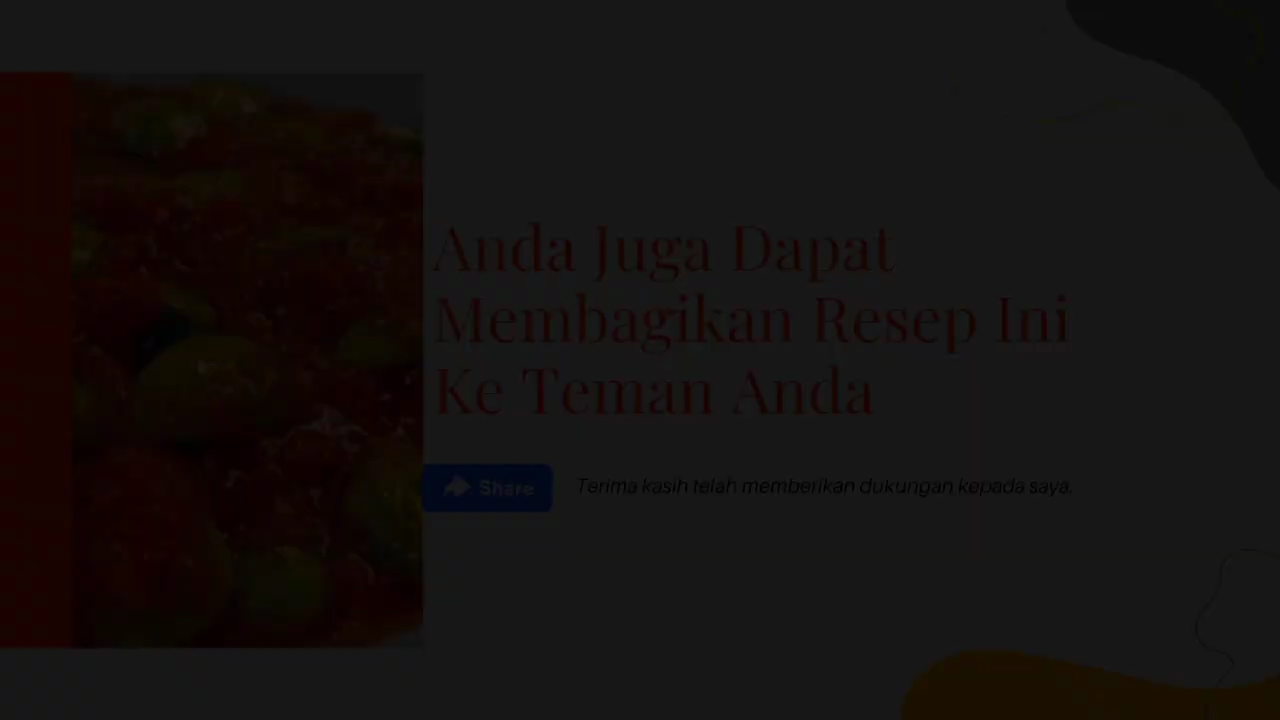 Anda Juga Dapat
Membagikan Resep Ini
Ke Teman Anda
Share
Terima kasih telah memberikan dukungan kepada saya.